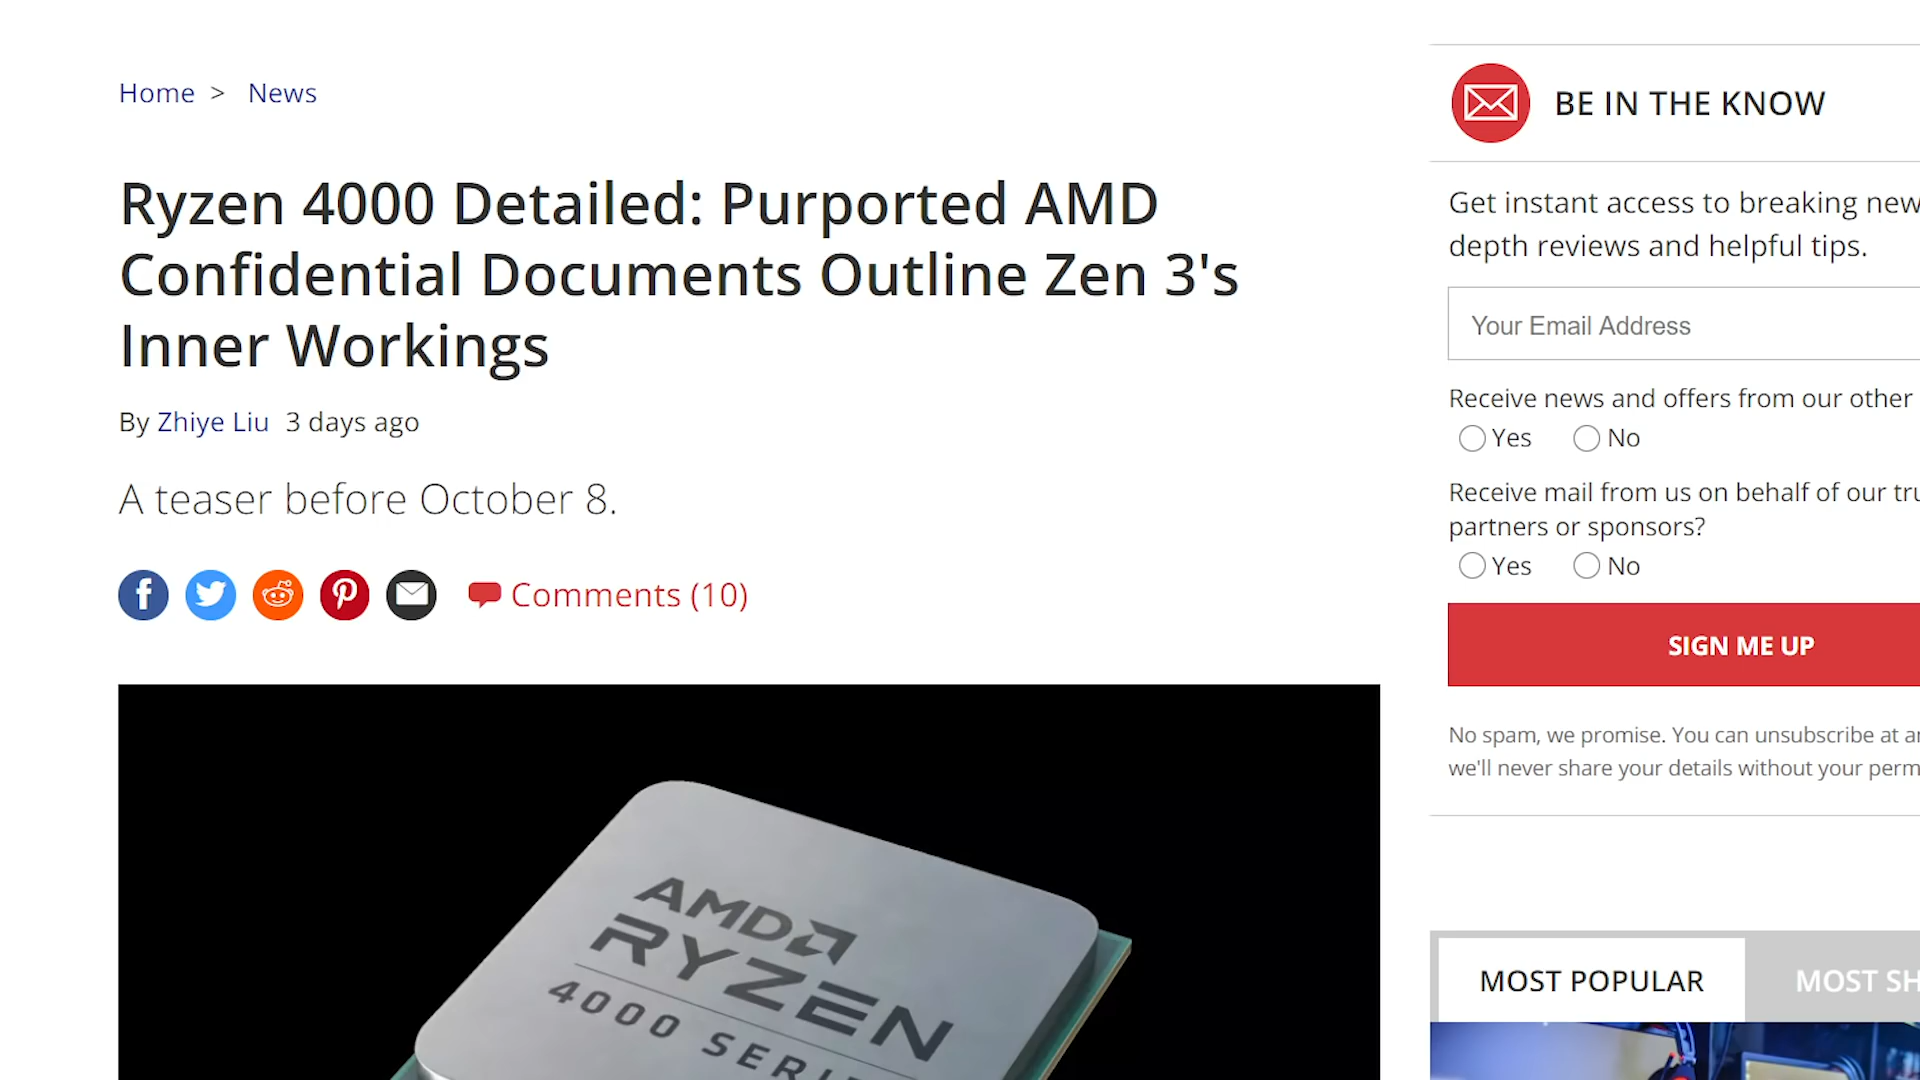 Home > News
Ryzen 4000 Detailed: Purported AMD
Confidential Documents Outline Zen 3's
Inner Workings
By Zhiye Liu 3 days ago
A teaser before October 8.
Comments (10)
AMD
RYZEN
4000 SERI
BE IN THE KNOW
Get instant access to breaking new
depth reviews and helpful tips.
Your Email Address
Receive news and offers from our other
Yes No
Receive mail from us on behalf of our tru
partners or sponsors?
Yes No
SIGN ME UP
No spam, we promise. You can unsubscribe at a
we'll never share your details without your perm
MOST POPULAR MOST SH